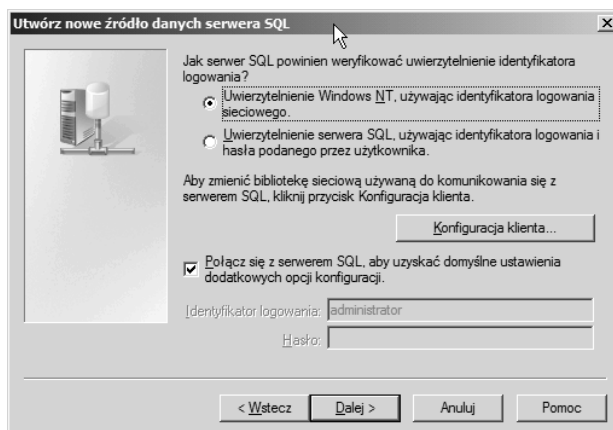 Utwórz nowe źródło danych serwera SQL
Jak serwer SQL powinien weryfikować uwierzytelnienie identyfikatora
logowania?
Uwierzytelnienie Windows NT, używając identyfikatora logowania
sieciowego.
Uwierzytelnienie serwera SQL, używając identyfikatora logowania i
hasła podanego przez użytkownika.
Aby zmienić bibliotekę sieciową używaną do komunikowania się z
serwerem SQL, kliknij przycisk Konfiguracja klienta.
Konfiguracja klienta...
Połącz się z serwerem SQL, aby uzyskać domyślne ustawienia
dodatkowych opcji konfiguracji.
Identyfikator logowania: administrator
Hasło:
< Wstecz Dalej > Anuluj Pomoc